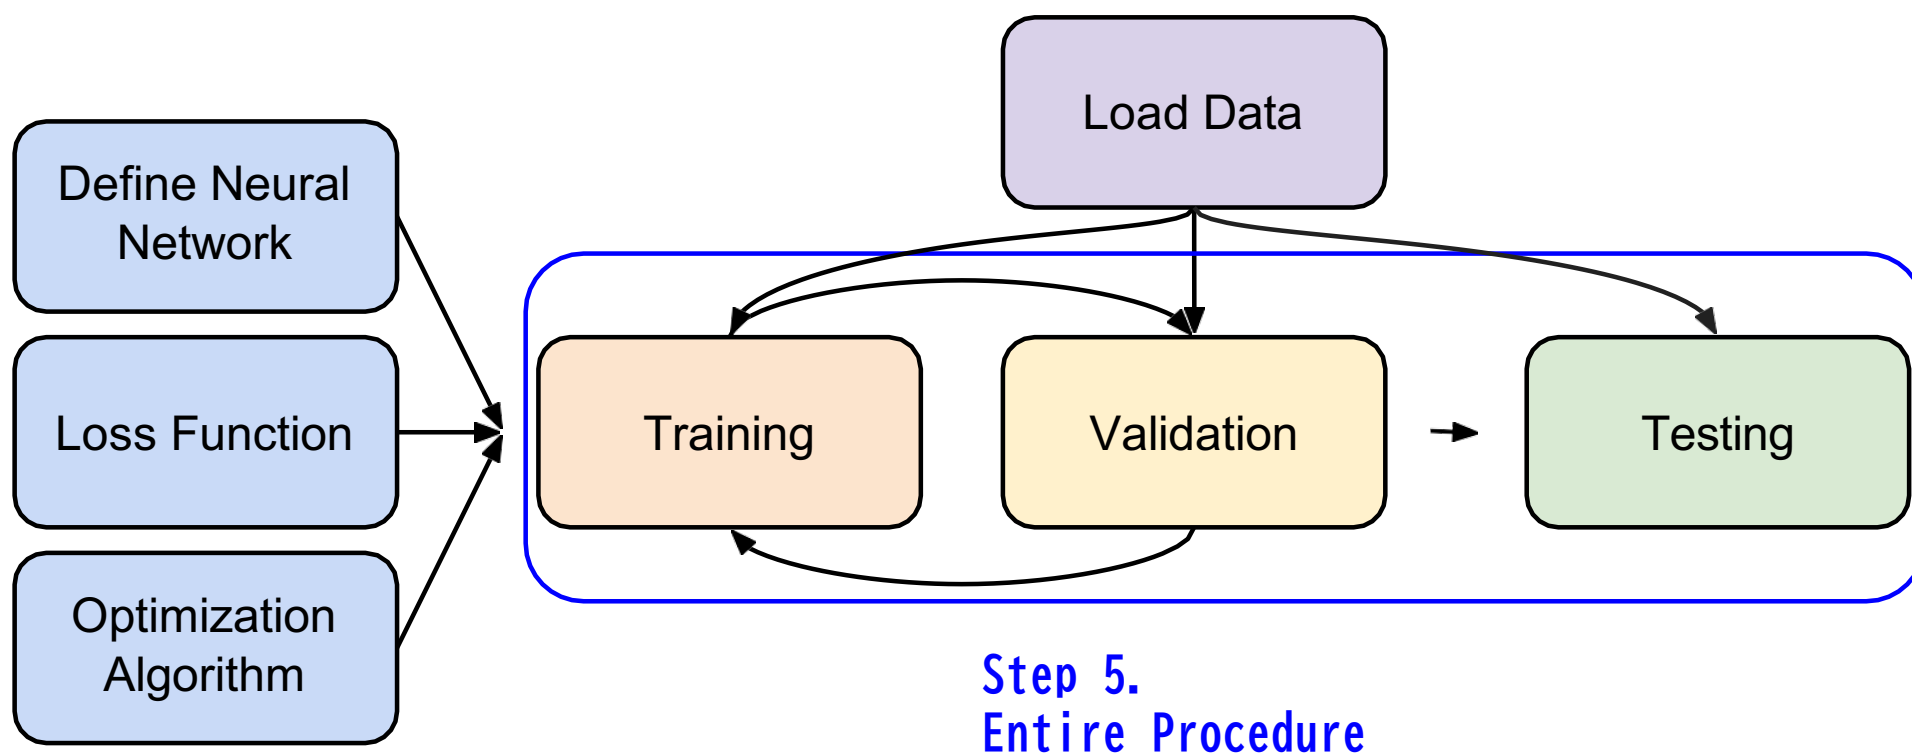 Load Data
Define Neural
Network
Loss Function
Training
Validation
Testing
Optimization
Algorithm
Step 5.
Entire Procedure